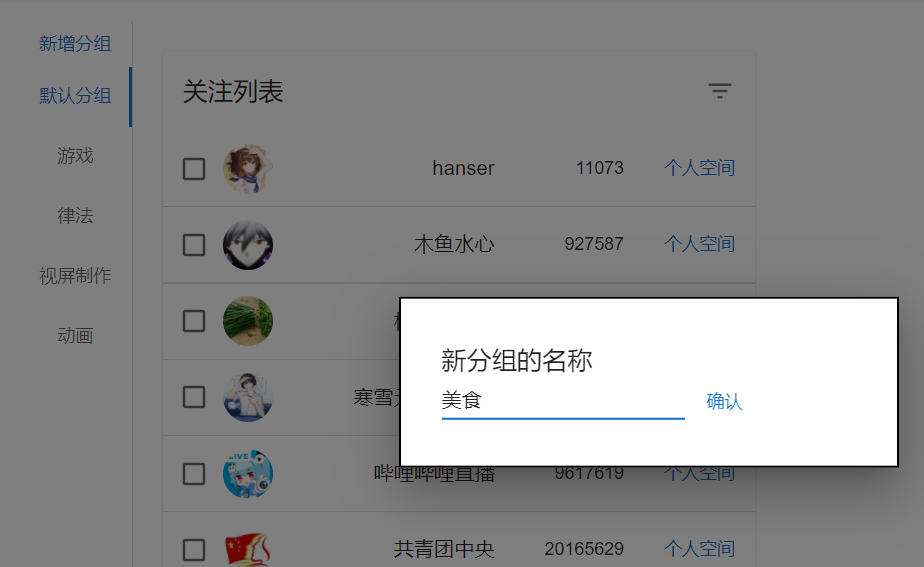 新增分组
默认分组
游戏
律法
视屏制作
动画
关注列表
hanser 11073 个人空间
木鱼水心 927587 个人空间
新分组的名称
美食 确认
寒雪
哔哩哔哩直播 9617619 个人空间
共青团中央 20165629 个人空间